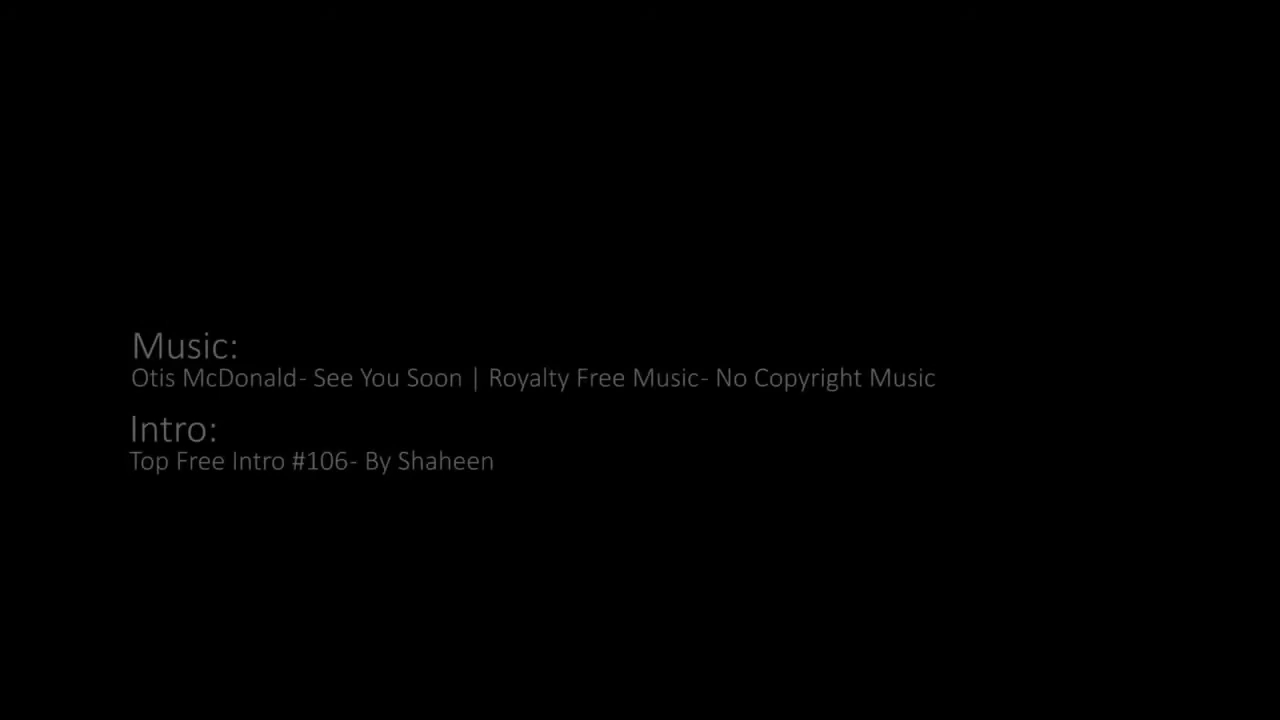 Music:
Otis McDonald- See You Soon | Royalty Free Music- No Copyright Music
Intro:
Top Free Intro #106- By Shaheen